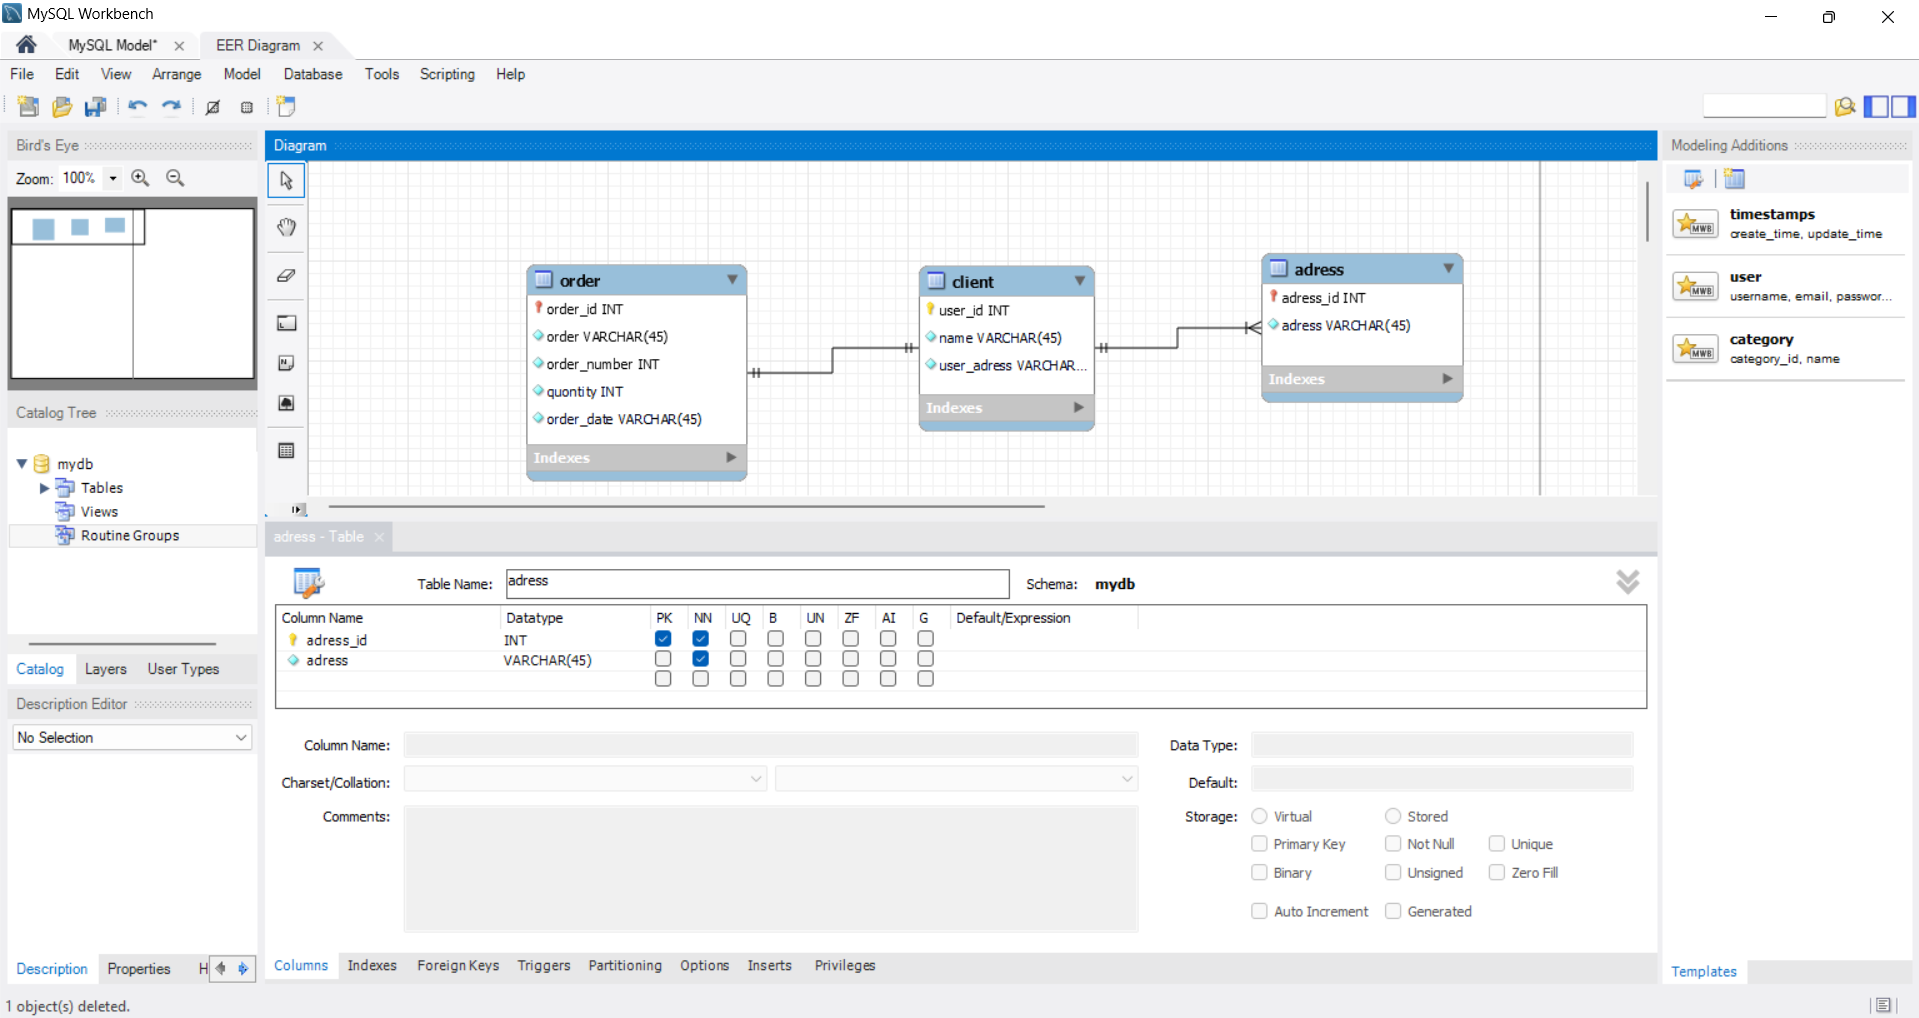 MySQL Workbench
MySQL Model* EER Diagram
File Edit View Arrange Model Database Tools Scripting Help
Bird's Eye
Zoom: 100%
Diagram
order
order_id INT
order VARCHAR(45)
order_number INT
quontity INT
order_date VARCHAR(45)
Indexes
client
user_id INT
name VARCHAR(45)
user_adress VARCHAR...
Indexes
adress
adress_id INT
adress VARCHAR(45)
Indexes
Modeling Additions
timestamps
create_time, update_time
user
username, email, passwor...
category
category_id, name
MWB
MWB
MWB
Catalog Tree
mydb
Tables
Views
Routine Groups
Catalog Layers User Types
Description Editor
No Selection
Description Properties H
adress - Table
Table Name: adress Schema: mydb
Column Name Datatype PK NN UQ B UN ZF AI G Default/Expression
adress_id INT
adress VARCHAR(45)
Column Name: Data Type:
Charset/Collation: Default:
Comments: Storage: Virtual Stored
Primary Key Not Null Unique
Binary Unsigned Zero Fill
Auto Increment Generated
Columns Indexes Foreign Keys Triggers Partitioning Options Inserts Privileges
Templates
1 object(s) deleted.